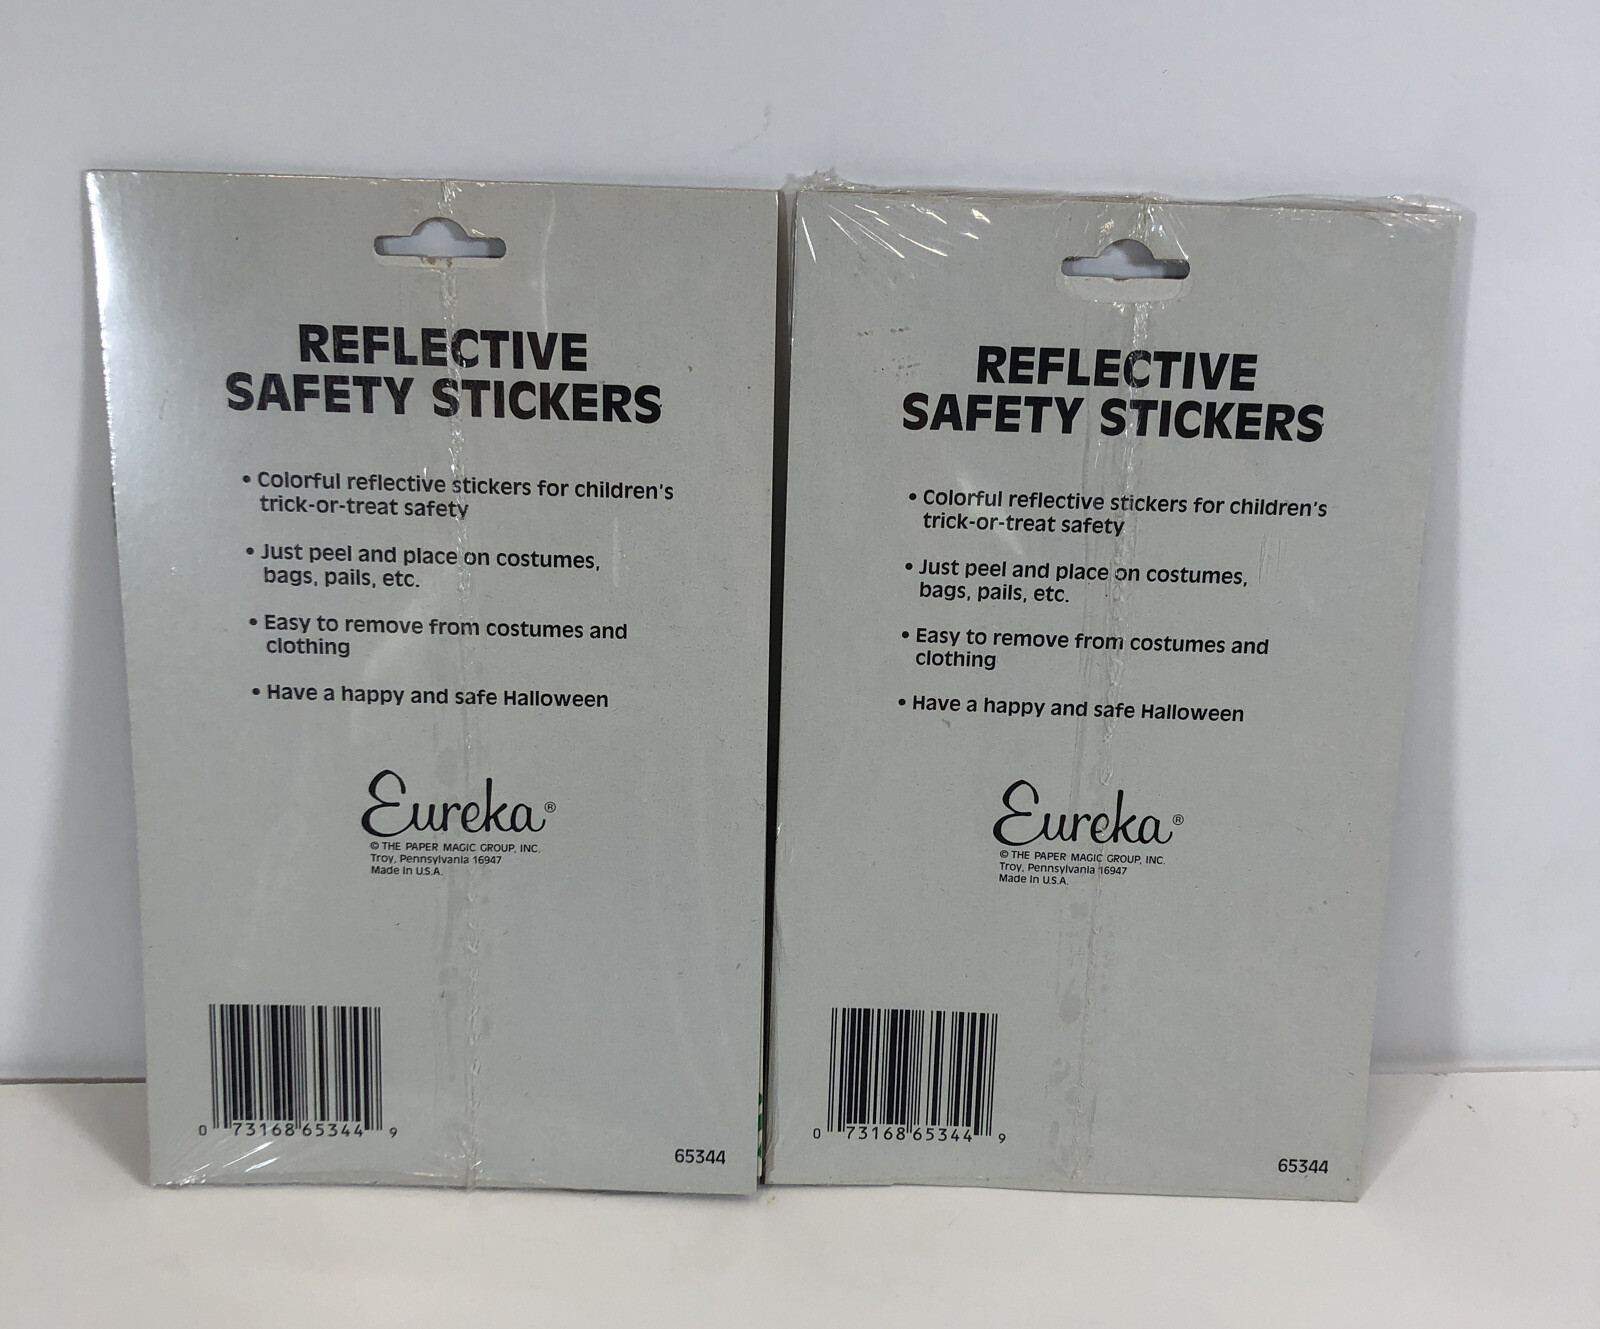 REFLECTIVE
SAFETY STICKERS
• Colorful reflective stickers for children's
trick-or-treat safety
• Just peel and place on costumes,
bags, pails, etc.
• Easy to remove from costumes and
clothing
• Have a happy and safe Halloween
Eureka®
© THE PAPER MAGIC GROUP, INC.
Troy, Pennsylvania 16947
Made In U.S.A.
0 73168 65344 9
65344
REFLECTIVE
SAFETY STICKERS
• Colorful reflective stickers for children's
trick-or-treat safety
• Just peel and place on costumes,
bags, pails, etc.
• Easy to remove from costumes and
clothing
• Have a happy and safe Halloween
Eureka®
© THE PAPER MAGIC GROUP, INC.
Troy, Pennsylvania 16947
Made In U.S.A.
0 73168 65344 9
65344